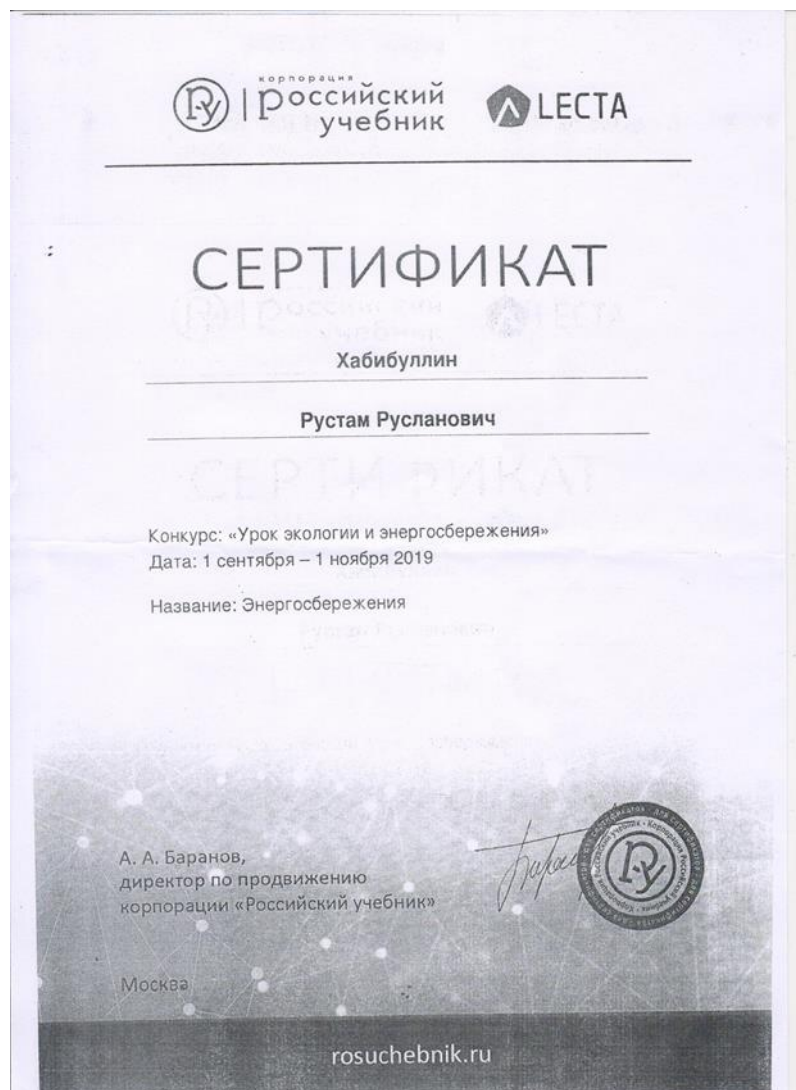 корпорация
российский
учебник
LECTA
СЕРТИФИКАТ
Хабибуллин
Рустам Русланович
Конкурс: «Урок экологии и энергосбережения»
Дата: 1 сентября – 1 ноября 2019
Название: Энергосбережения
А. А. Баранов,
директор по продвижению
корпорации «Российский учебник»
Москва
rosuchebnik.ru